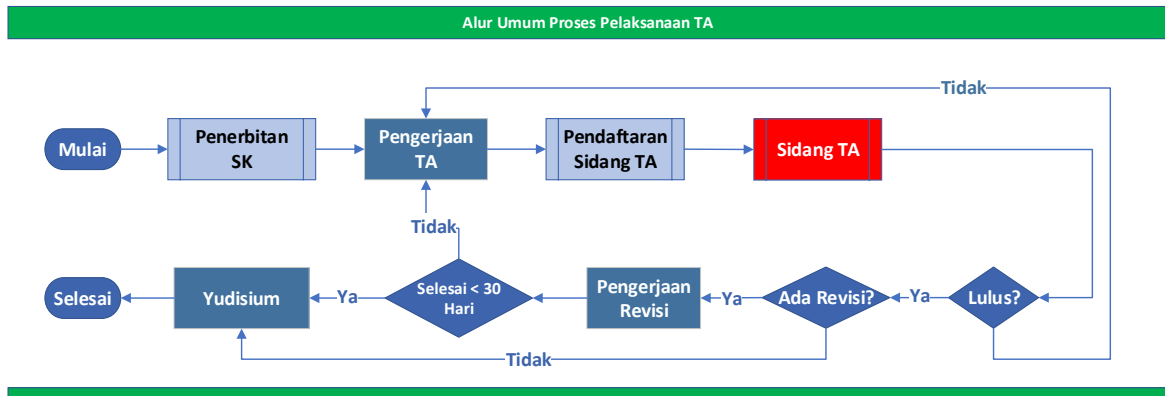 Alur Umum Proses Pelaksanaan TA
Tidak
Mulai
Penerbitan
SK
Pengerjaan
TA
Pendaftaran
Sidang TA
Sidang TA
Tidak
Selesai
Yudisium
Ya
Selesai < 30
Hari
Pengerjaan
Revisi
Ya
Ada Revisi?
Ya
Lulus?
Tidak